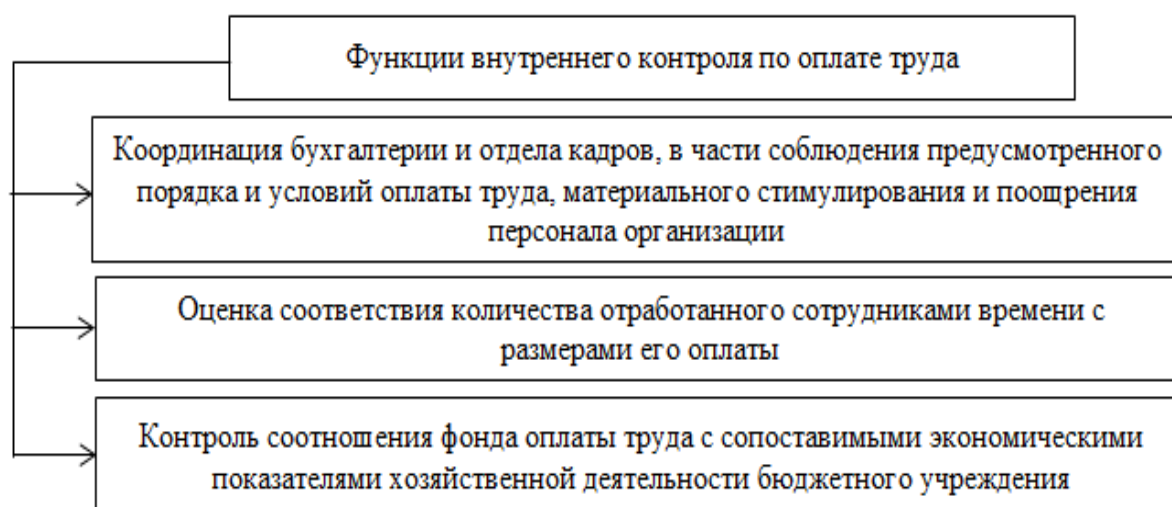 Функции внутреннего контроля по оплате труда
Координация бухгалтерии и отдела кадров, в части соблюдения предусмотренного
порядка и условий оплаты труда, материального стимулирования и поощрения
персонала организации
Оценка соответствия количества отработанного сотрудниками времени с
размерами его оплаты
Контроль соотношения фонда оплаты труда с сопоставимыми экономическими
показателями хозяйственной деятельности бюджетного учреждения